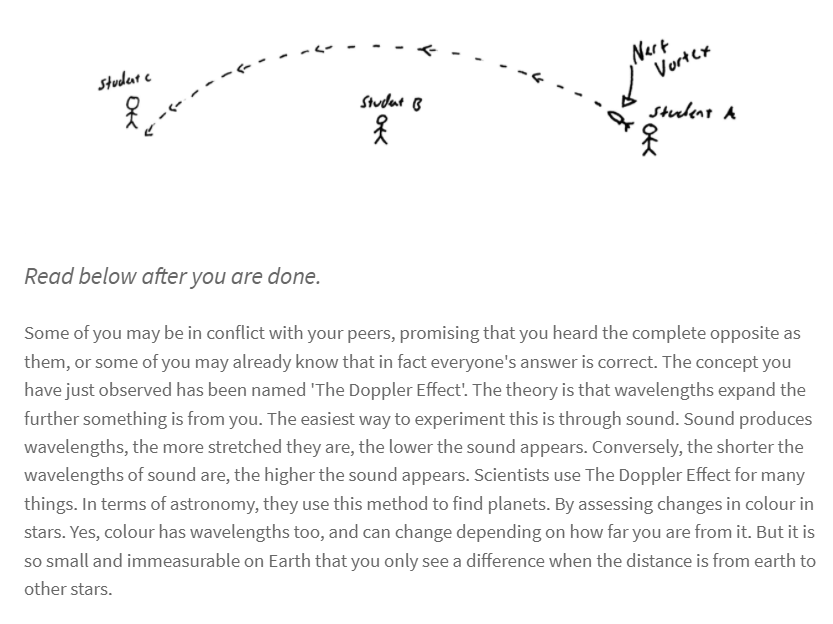 Nerf
Vortex
Student C
Student B
Student A
Read below after you are done.
Some of you may be in conflict with your peers, promising that you heard the complete opposite as
them, or some of you may already know that in fact everyone's answer is correct. The concept you
have just observed has been named 'The Doppler Effect'. The theory is that wavelengths expand the
further something is from you. The easiest way to experiment this is through sound. Sound produces
wavelengths, the more stretched they are, the lower the sound appears. Conversely, the shorter the
wavelengths of sound are, the higher the sound appears. Scientists use The Doppler Effect for many
things. In terms of astronomy, they use this method to find planets. By assessing changes in colour in
stars. Yes, colour has wavelengths too, and can change depending on how far you are from it. But it is
so small and immeasurable on Earth that you only see a difference when the distance is from earth to
other stars.